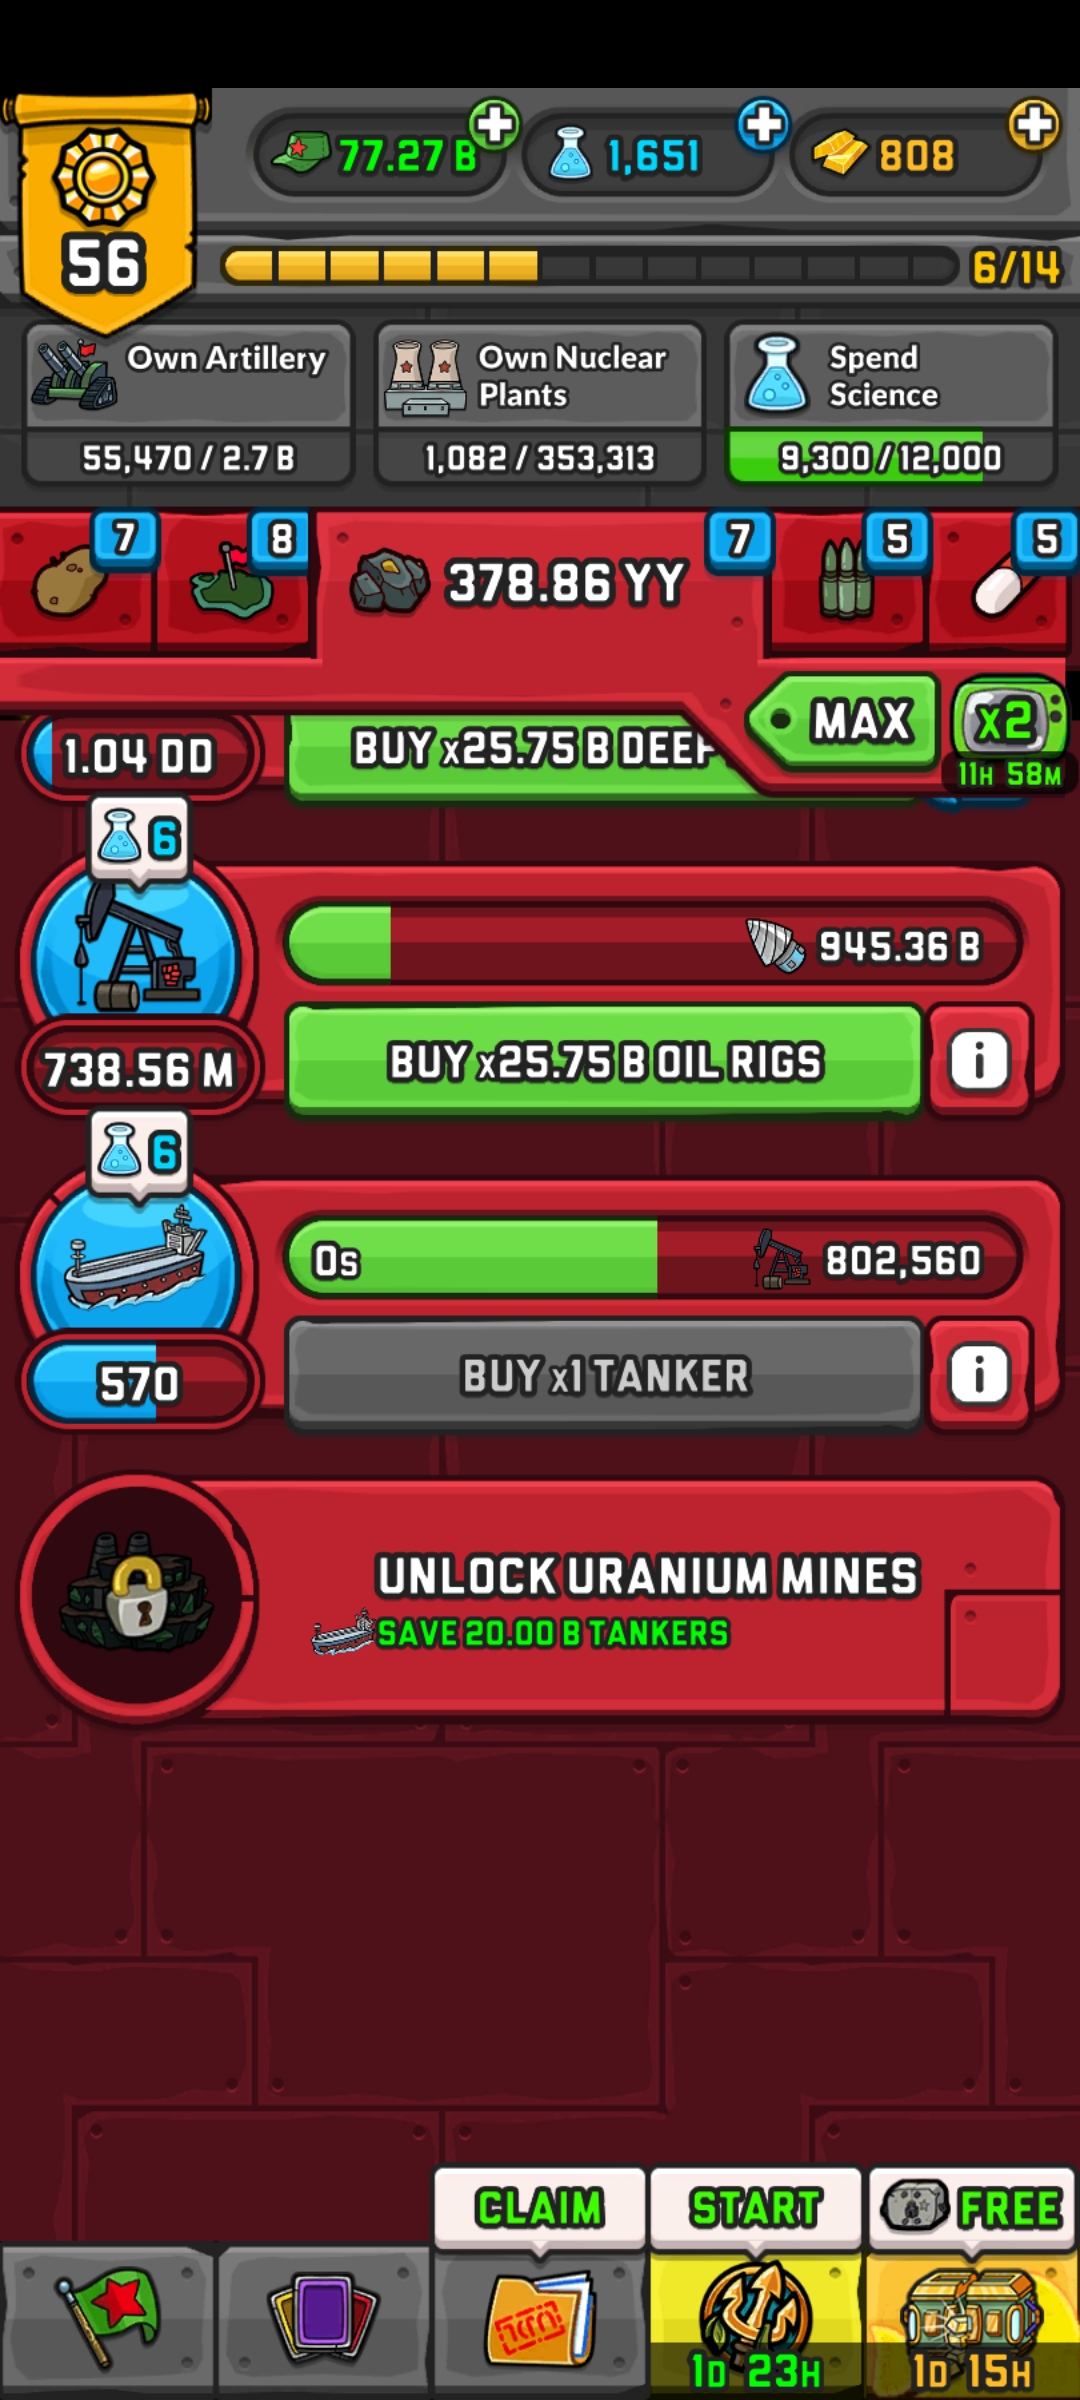 77.27 B
1,651
808
56
6/14
Own Artillery
55,470 / 2.7 B
Own Nuclear
Plants
1,082 / 353,313
Spend
Science
9,300 / 12,000
7
8
378.86 YY
7
5
5
MAX
x2
11H 58M
1.04 DD
BUY x25.75 B DEEP
6
945.36 B
738.56 M
BUY x25.75 B OIL RIGS
i
6
0s
802,560
570
BUY x1 TANKER
i
UNLOCK URANIUM MINES
SAVE 20.00 B TANKERS
CLAIM
START
FREE
1D 23H
1D 15H